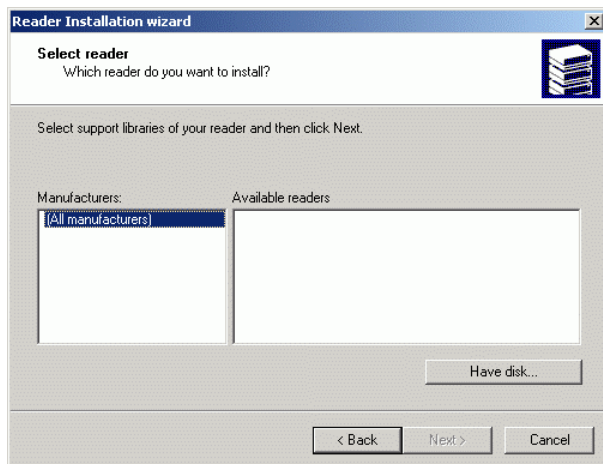 Reader Installation wizard
Select reader
Which reader do you want to install?
Select support libraries of your reader and then click Next.
Manufacturers:
Available readers
(All manufacturers)
Have disk...
< Back
Next >
Cancel